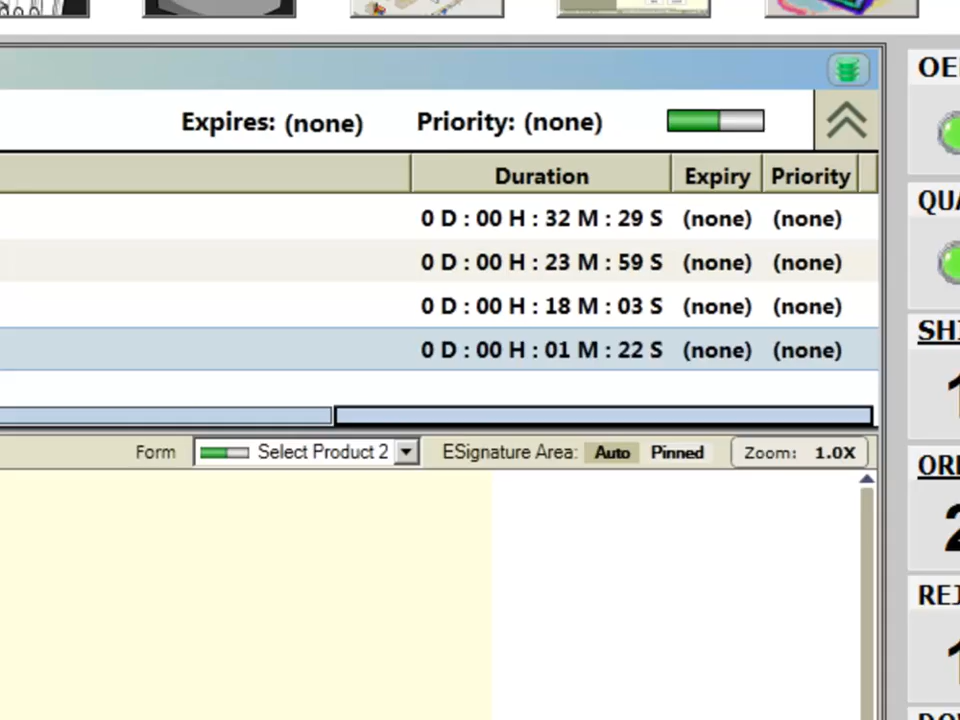 Expires: (none) Priority: (none)
Duration Expiry Priority
0 D : 00 H : 32 M : 29 S (none) (none)
0 D : 00 H : 23 M : 59 S (none) (none)
0 D : 00 H : 18 M : 03 S (none) (none)
0 D : 00 H : 01 M : 22 S (none) (none)
Form Select Product 2 ESignature Area: Auto Pinned Zoom: 1.0X